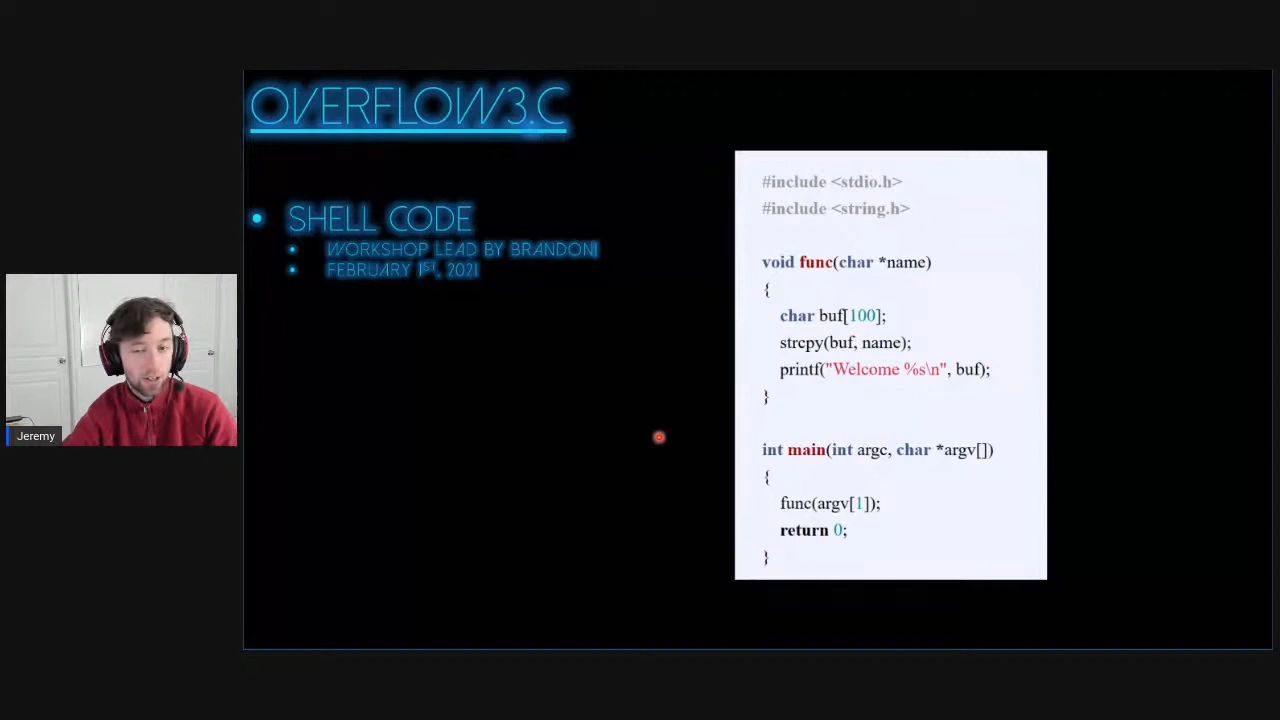 OVERFLOW3.C
• SHELL CODE
• WORKSHOP LEAD BY BRANDON!
• FEBRUARY 1ST, 2021
#include <stdio.h>
#include <string.h>
void func(char *name)
{
char buf[100];
strcpy(buf, name);
printf("Welcome %s\n", buf);
}
int main(int argc, char *argv[])
{
func(argv[1]);
return 0;
}
Jeremy